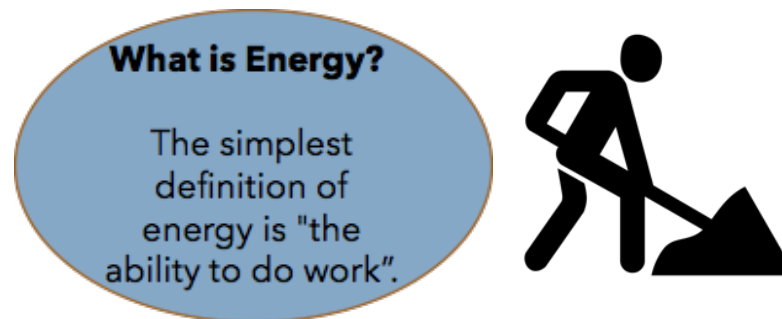 What is Energy?
The simplest
definition of
energy is "the
ability to do work”.